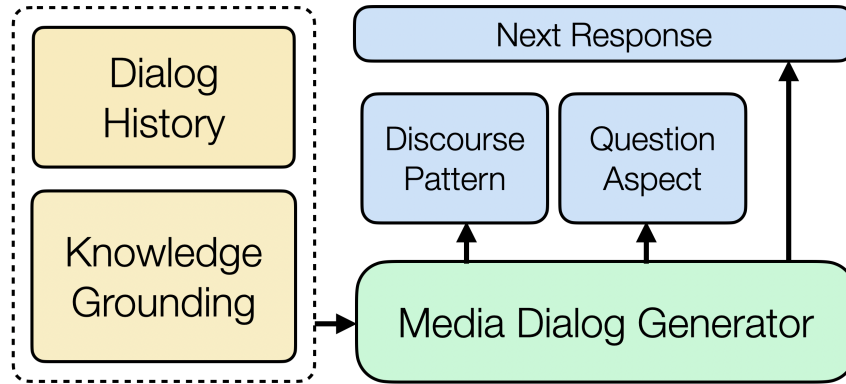 Dialog
History
Knowledge
Grounding
Next Response
Discourse
Pattern
Question
Aspect
Media Dialog Generator